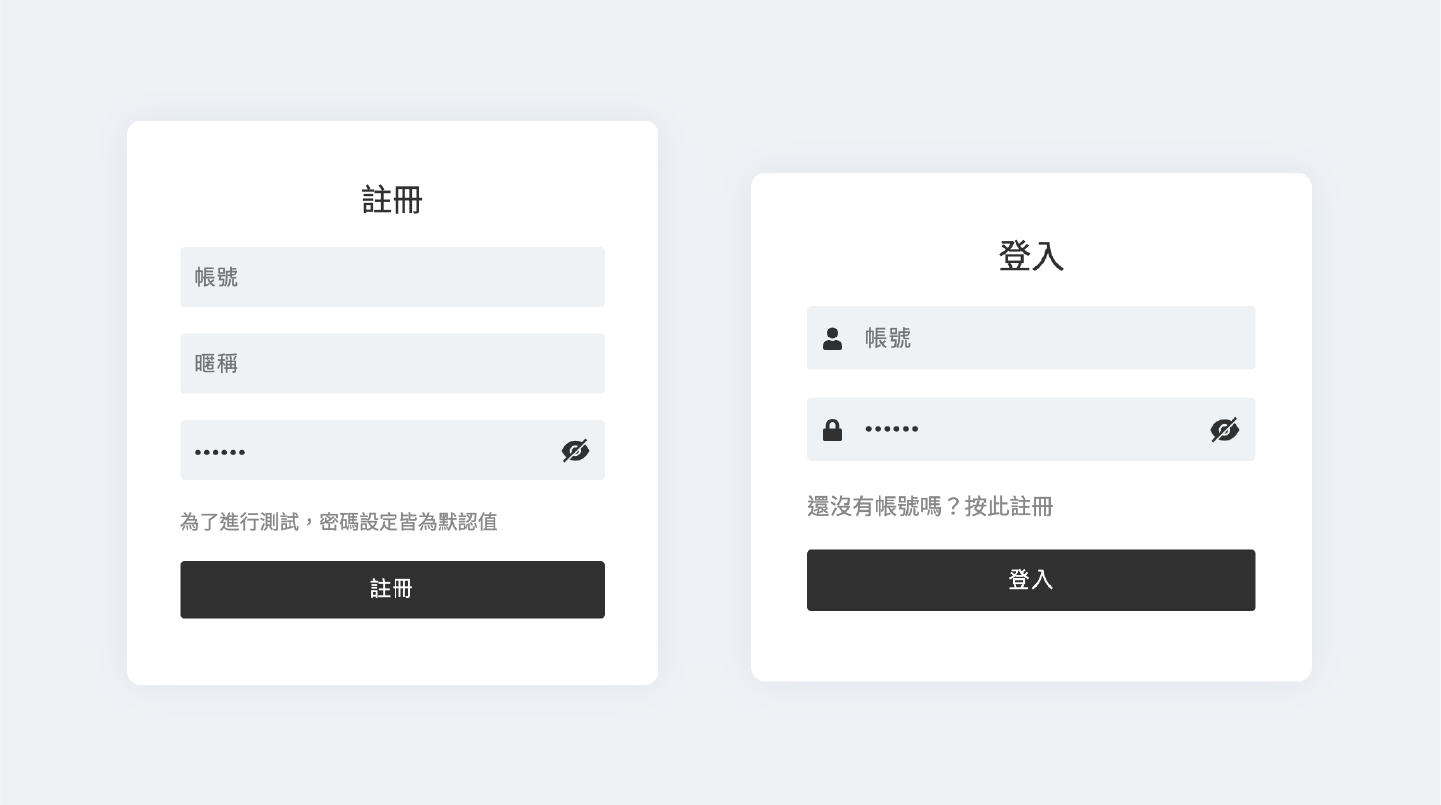 註冊
帳號
暱稱
••••••
為了進行測試，密碼設定皆為默認值
註冊
登入
帳號
••••••
還沒有帳號嗎？按此註冊
登入